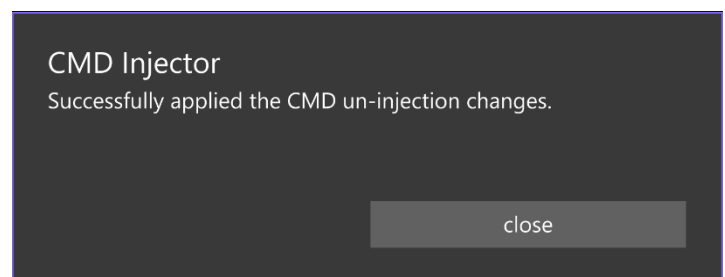 CMD Injector
Successfully applied the CMD un-injection changes.
close